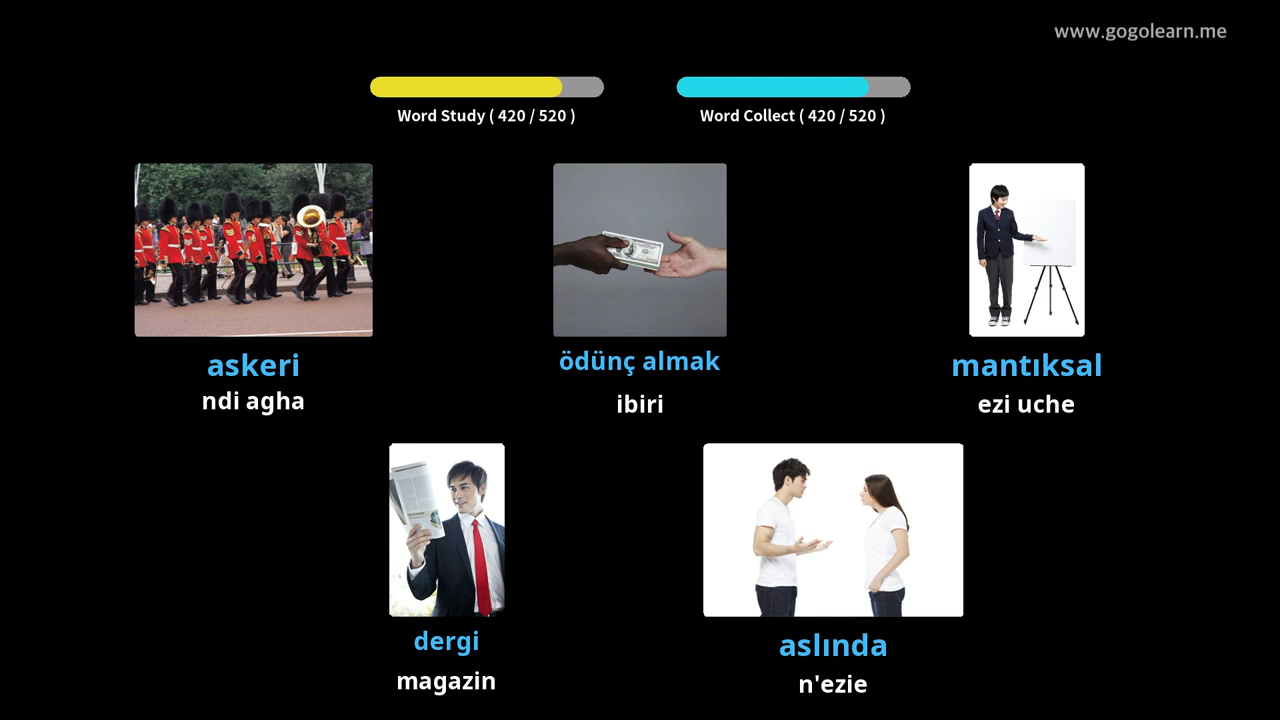 www.gogolearn.me
Word Study ( 420 / 520 )
Word Collect ( 420 / 520 )
askeri
ndi agha
ödünç almak
ibiri
mantıksal
ezi uche
dergi
magazin
aslında
n'ezie